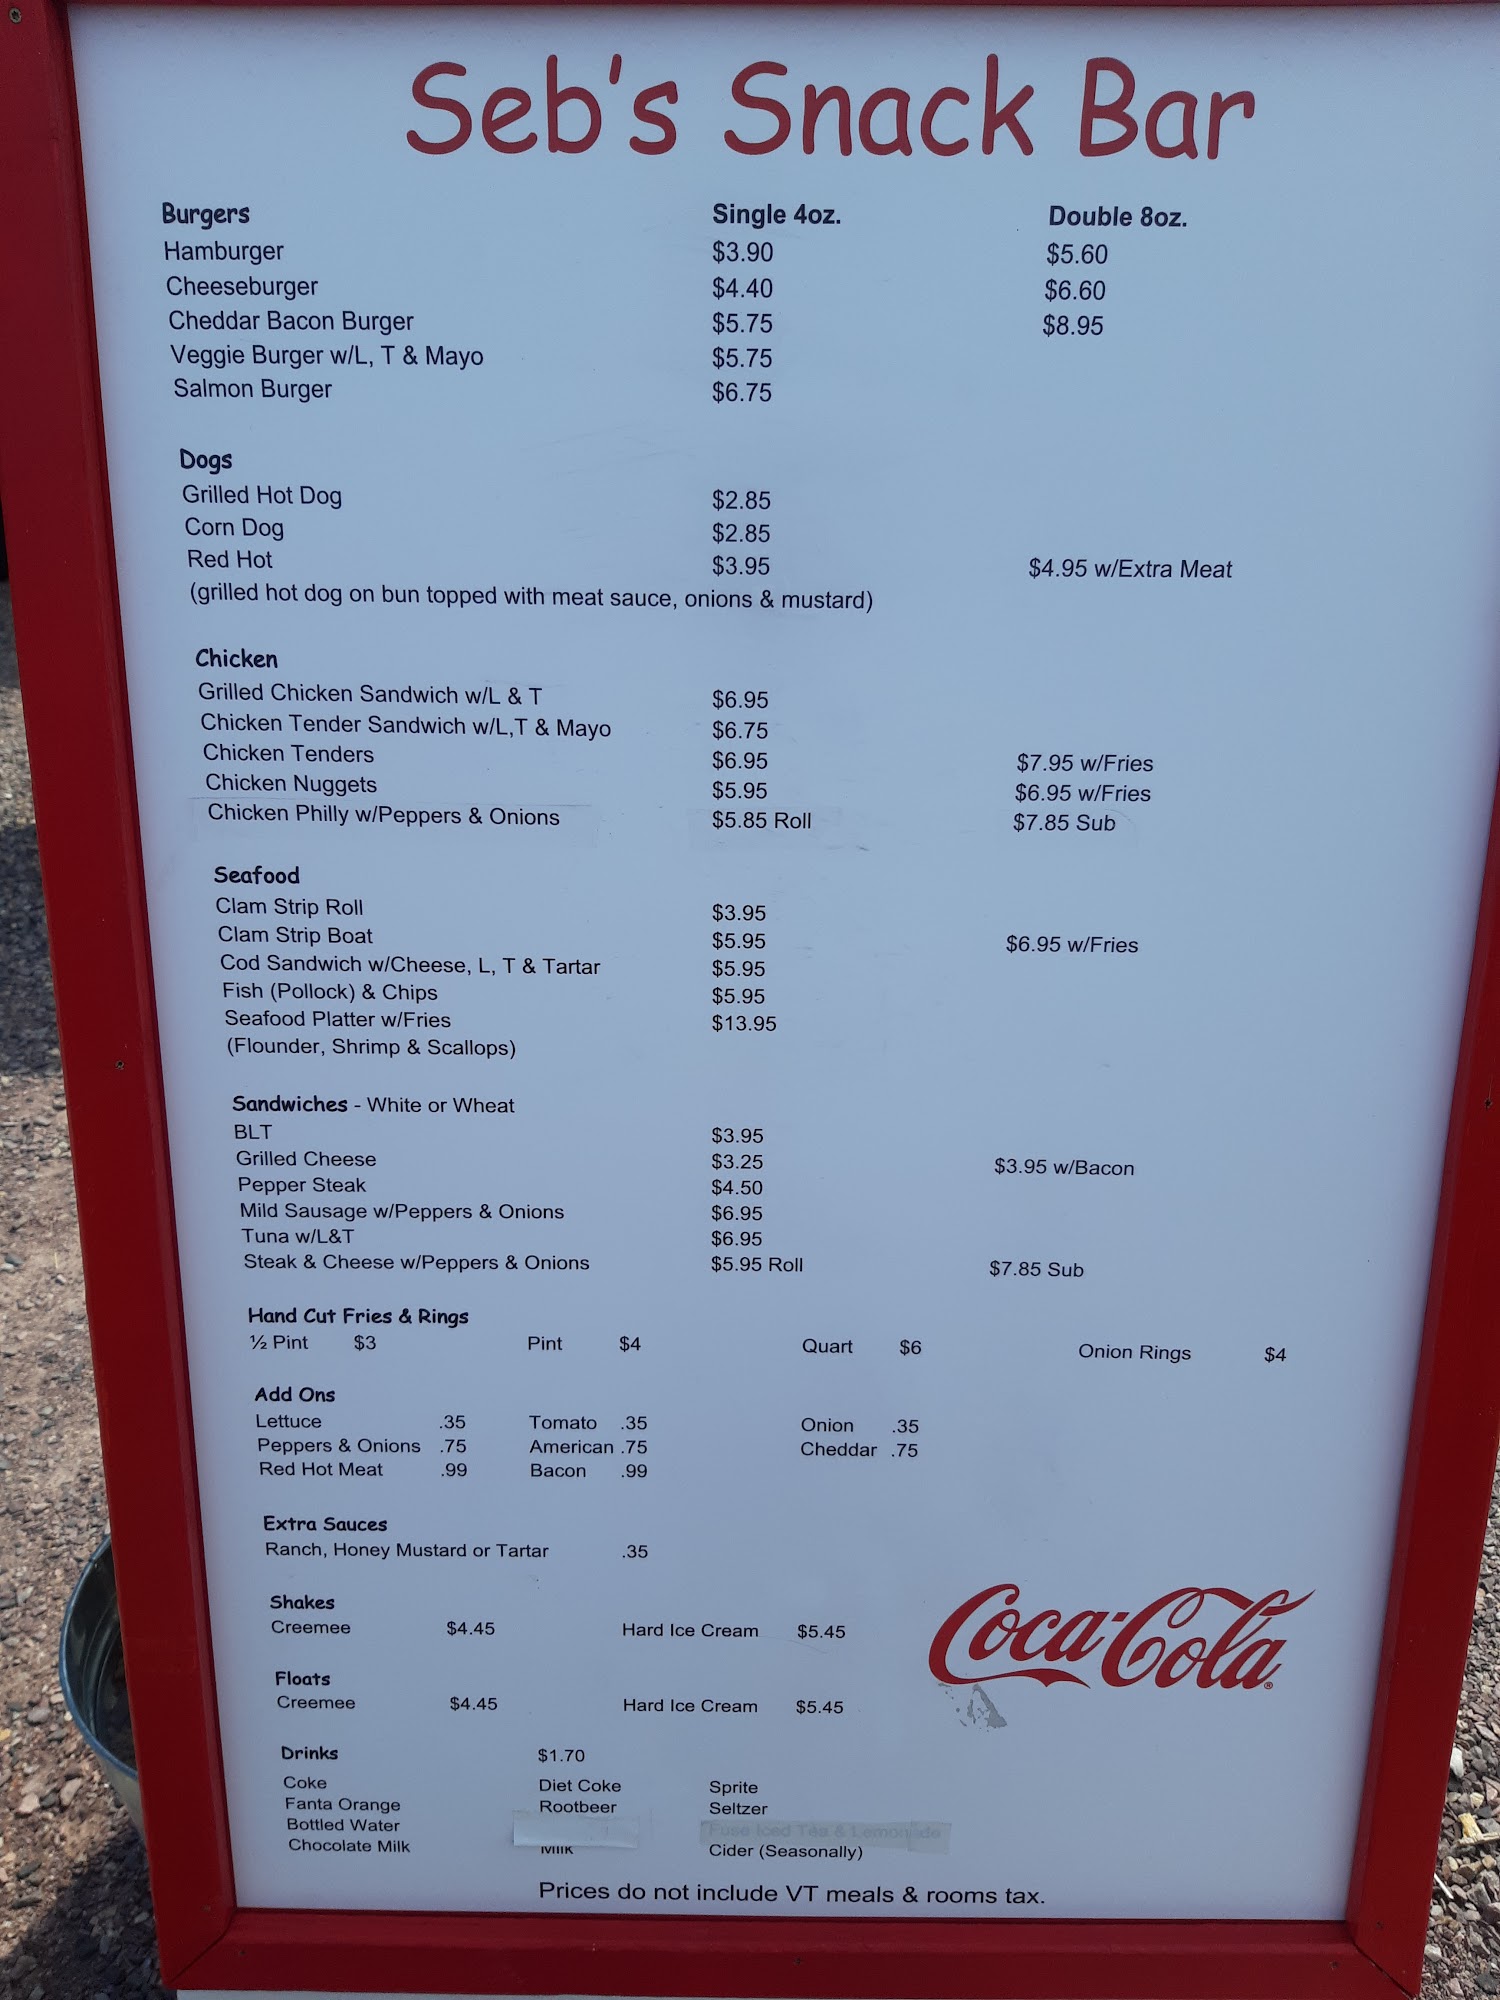 Seb's Snack Bar
Burgers Single 4oz. Double 8oz.
Hamburger $3.90 $5.60
Cheeseburger $4.40 $6.60
Cheddar Bacon Burger $5.75 $8.95
Veggie Burger w/L, T & Mayo $5.75
Salmon Burger $6.75
Dogs
Grilled Hot Dog $2.85
Corn Dog $2.85
Red Hot $3.95 $4.95 w/Extra Meat
(grilled hot dog on bun topped with meat sauce, onions & mustard)
Chicken
Grilled Chicken Sandwich w/L & T $6.95
Chicken Tender Sandwich w/L,T & Mayo $6.75
Chicken Tenders $6.95 $7.95 w/Fries
Chicken Nuggets $5.95 $6.95 w/Fries
Chicken Philly w/Peppers & Onions $5.85 Roll $7.85 Sub
Seafood
Clam Strip Roll $3.95
Clam Strip Boat $5.95 $6.95 w/Fries
Cod Sandwich w/Cheese, L, T & Tartar $5.95
Fish (Pollock) & Chips $5.95
Seafood Platter w/Fries $13.95
(Flounder, Shrimp & Scallops)
Sandwiches - White or Wheat
BLT $3.95
Grilled Cheese $3.25 $3.95 w/Bacon
Pepper Steak $4.50
Mild Sausage w/Peppers & Onions $6.95
Tuna w/L&T $6.95
Steak & Cheese w/Peppers & Onions $5.95 Roll $7.85 Sub
Hand Cut Fries & Rings
½ Pint $3 Pint $4 Quart $6 Onion Rings $4
Add Ons
Lettuce .35 Tomato .35 Onion .35
Peppers & Onions .75 American .75 Cheddar .75
Red Hot Meat .99 Bacon .99
Extra Sauces
Ranch, Honey Mustard or Tartar .35
Shakes
Creemee $4.45 Hard Ice Cream $5.45
Coca-Cola
Floats
Creemee $4.45 Hard Ice Cream $5.45
Drinks $1.70
Coke Diet Coke Sprite
Fanta Orange Rootbeer Seltzer
Bottled Water Fuse Iced Tea & Lemonade
Chocolate Milk Milk Cider (Seasonally)
Prices do not include VT meals & rooms tax.